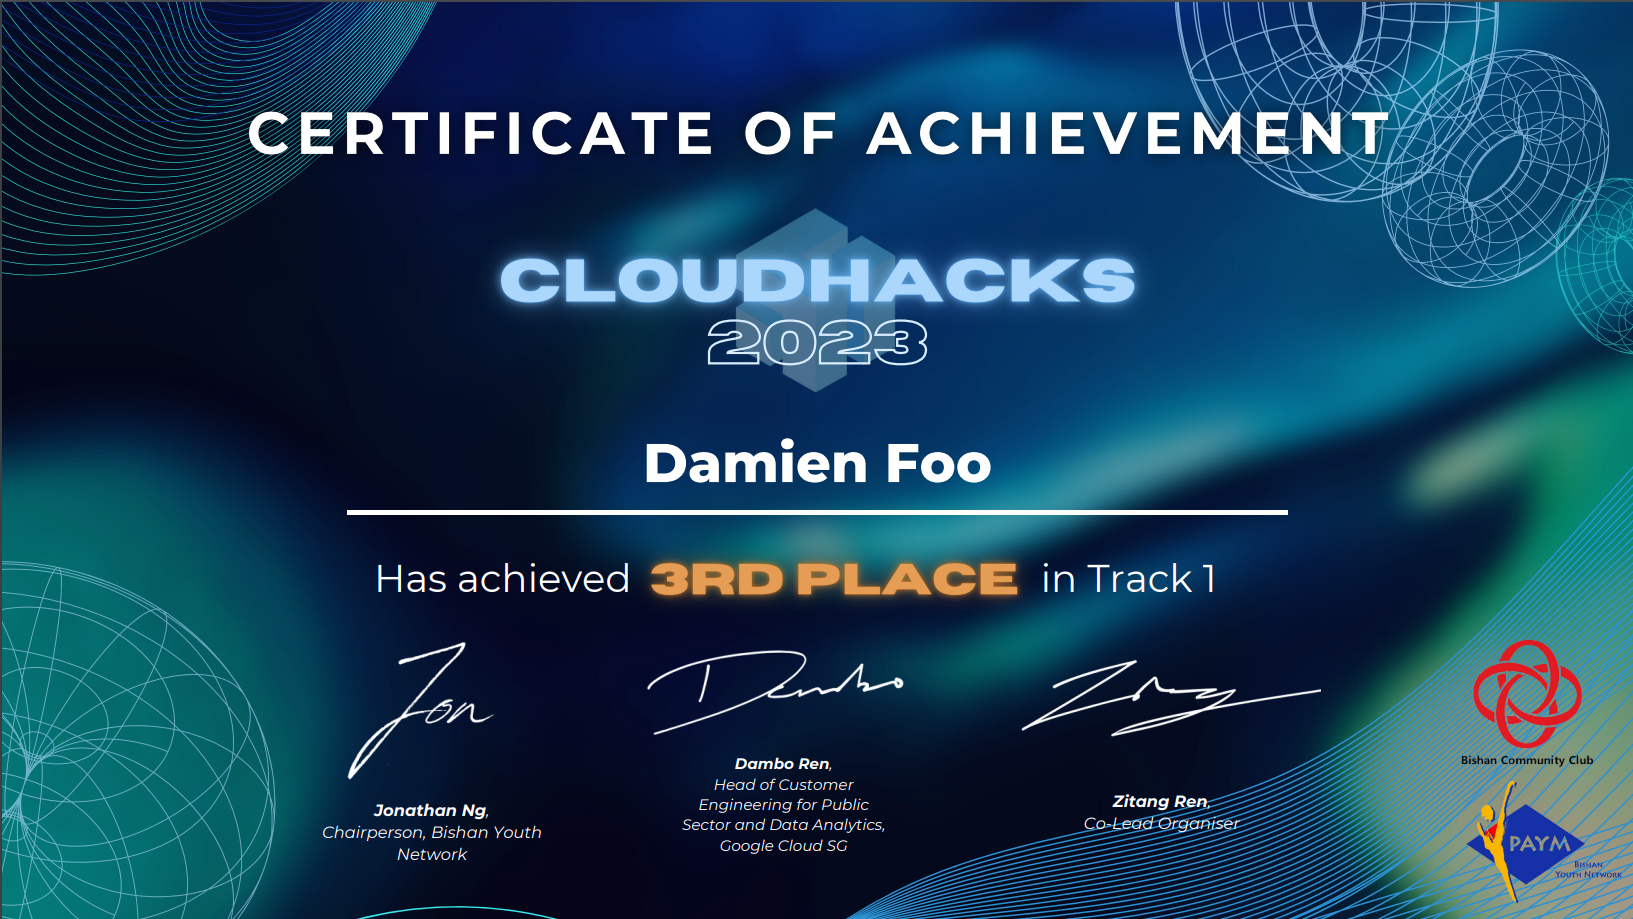 CERTIFICATE OF ACHIEVEMENT
CLOUDHACKS
2023
Damien Foo
Has achieved 3RD PLACE in Track 1
Jon
Dambo
Jonathan Ng,
Chairperson, Bishan Youth
Network
Dambo Ren,
Head of Customer
Engineering for Public
Sector and Data Analytics,
Google Cloud SG
Zitang Ren,
Co-Lead Organiser
Bishan Community Club
PAYM
BISHAN
YOUTH NETWORK